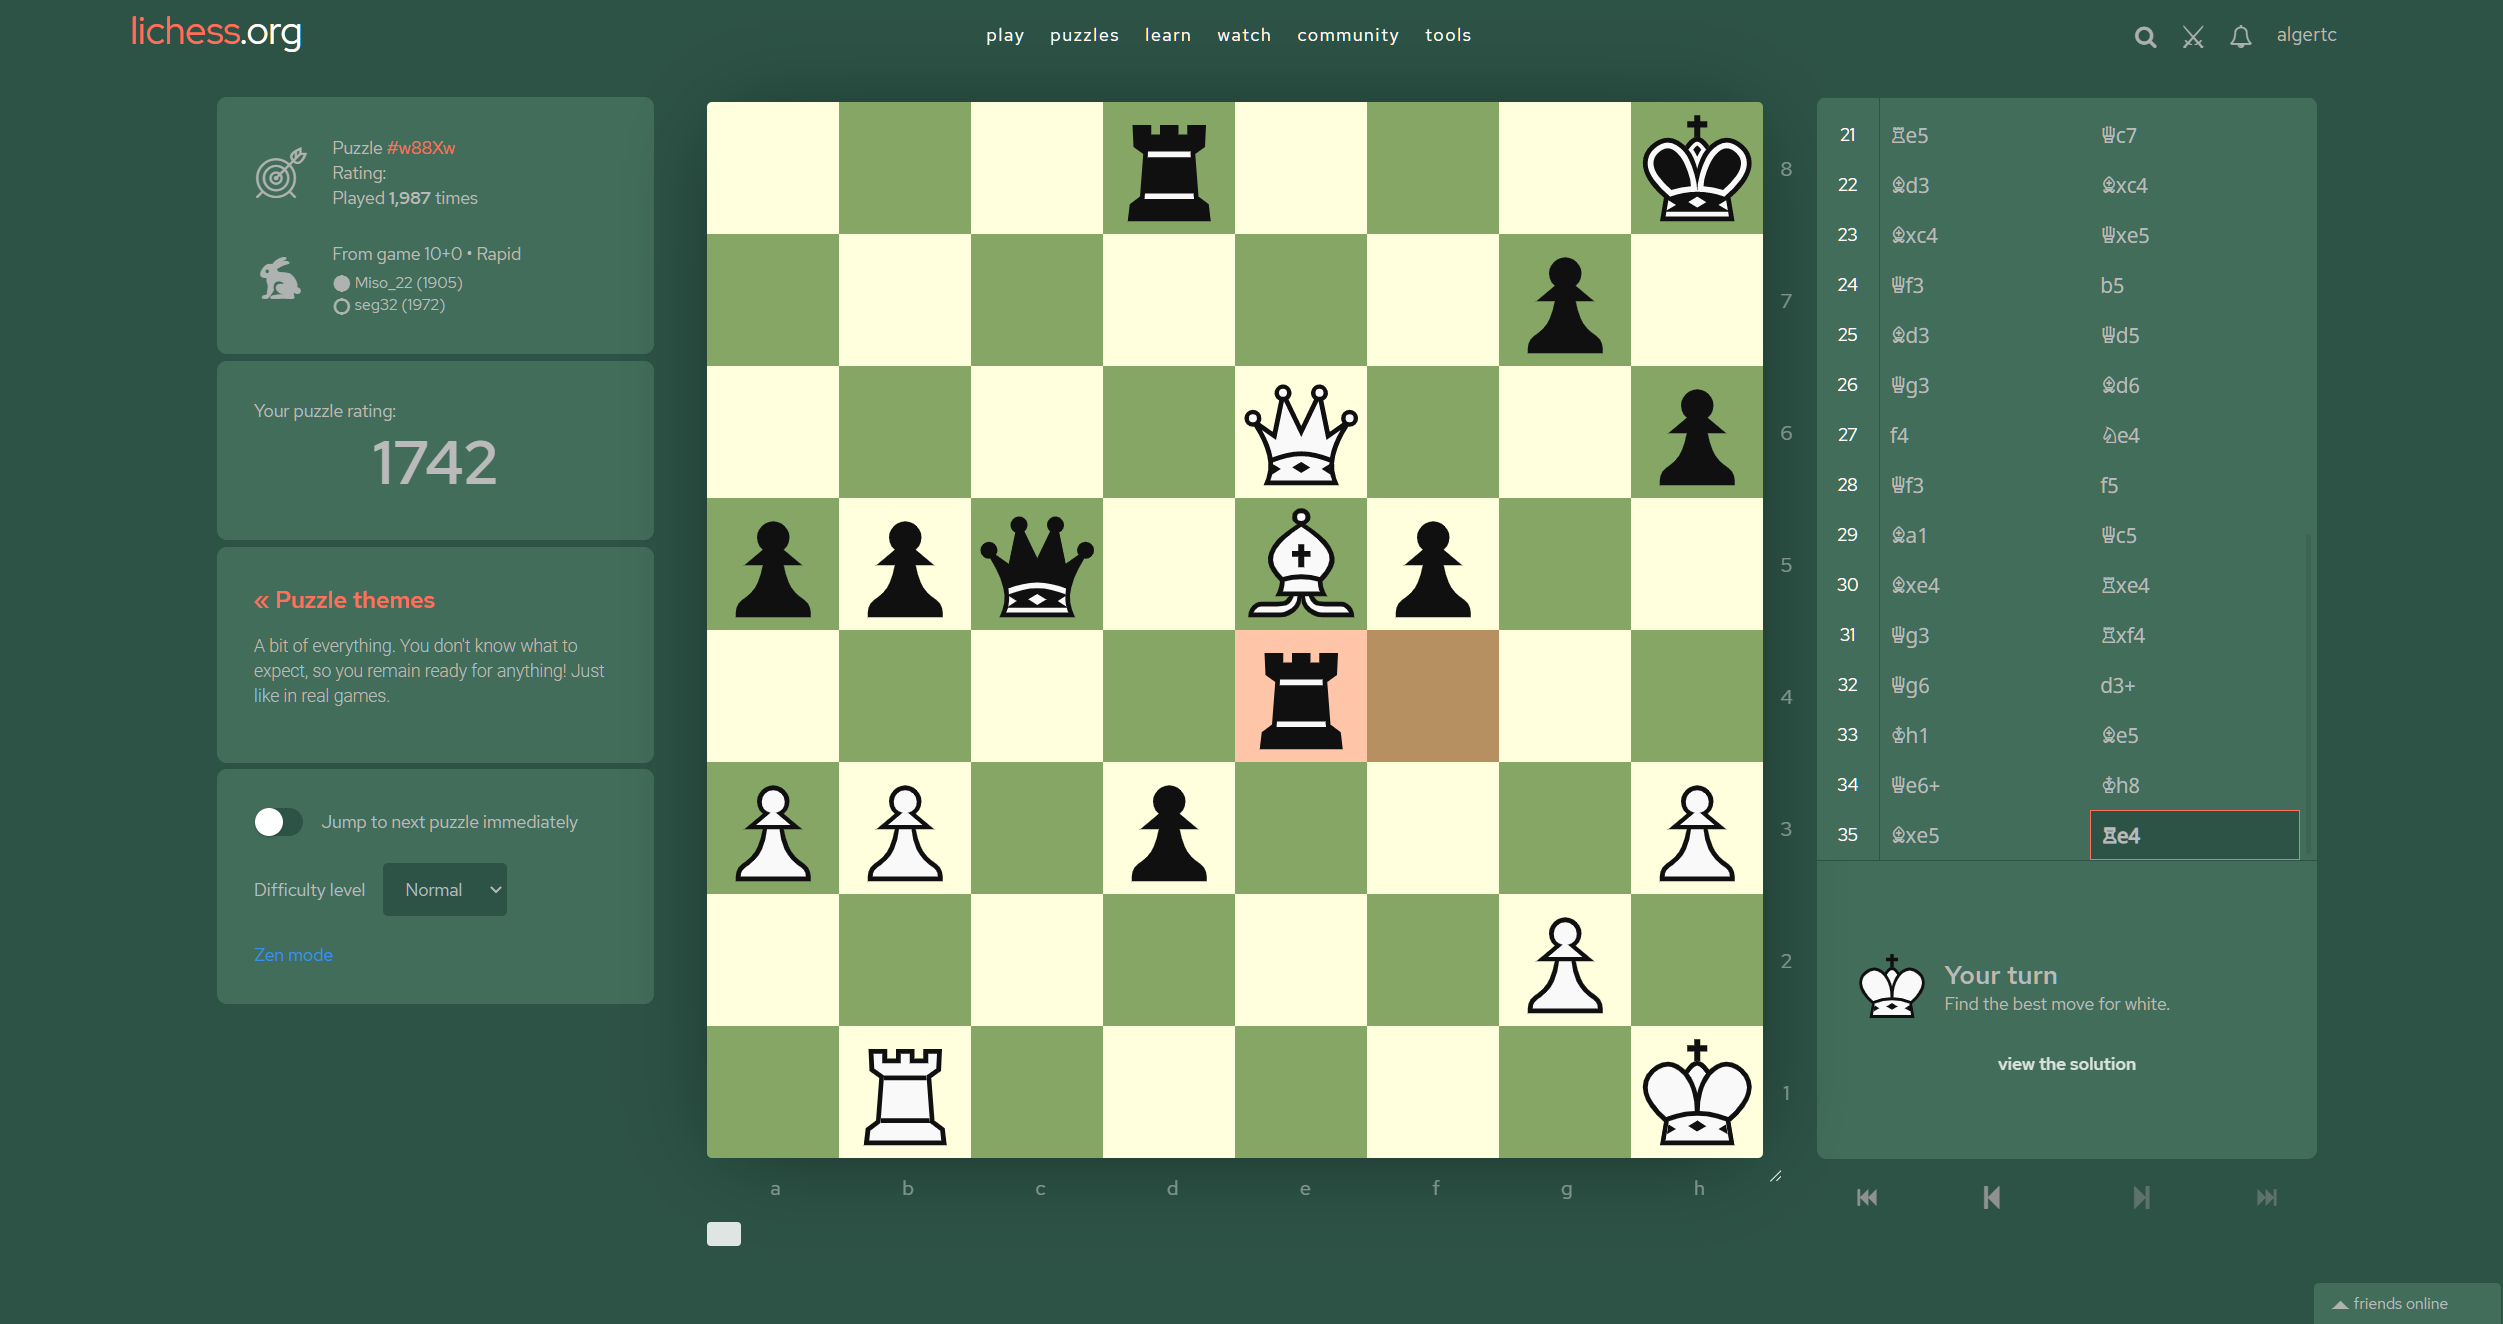 lichess.org
play puzzles learn watch community tools
algertc
Puzzle #w88Xw
Rating:
Played 1,987 times
From game 10+0 • Rapid
Miso_22 (1905)
seg32 (1972)
Your puzzle rating:
1742
« Puzzle themes
A bit of everything. You don't know what to
expect, so you remain ready for anything! Just
like in real games.
Jump to next puzzle immediately
Difficulty level Normal
Zen mode
8
7
6
5
4
3
2
1
a b c d e f g h
21 ♖e5 ♕c7
22 ♗d3 ♗xc4
23 ♗xc4 ♕xe5
24 ♕f3 b5
25 ♗d3 ♕d5
26 ♕g3 ♗d6
27 f4 ♘e4
28 ♕f3 f5
29 ♗a1 ♕c5
30 ♗xe4 ♖xe4
31 ♕g3 ♖xf4
32 ♕g6 d3+
33 ♔h1 ♗e5
34 ♕e6+ ♔h8
35 ♗xe5 ♖e4
Your turn
Find the best move for white.
view the solution
friends online